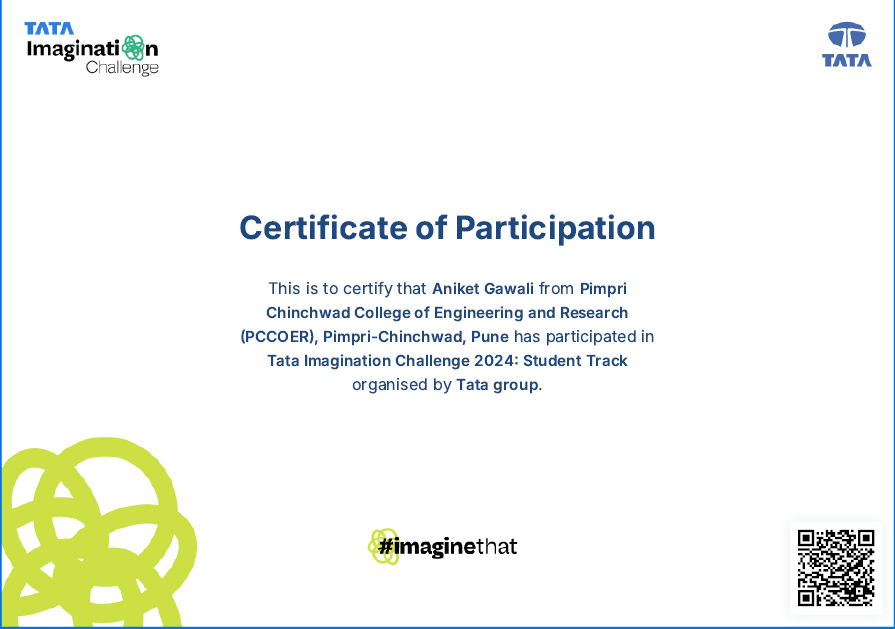 TATA
Imagination
Challenge
TATA
Certificate of Participation
This is to certify that Aniket Gawali from Pimpri
Chinchwad College of Engineering and Research
(PCCOER), Pimpri-Chinchwad, Pune has participated in
Tata Imagination Challenge 2024: Student Track
organised by Tata group.
#imaginethat